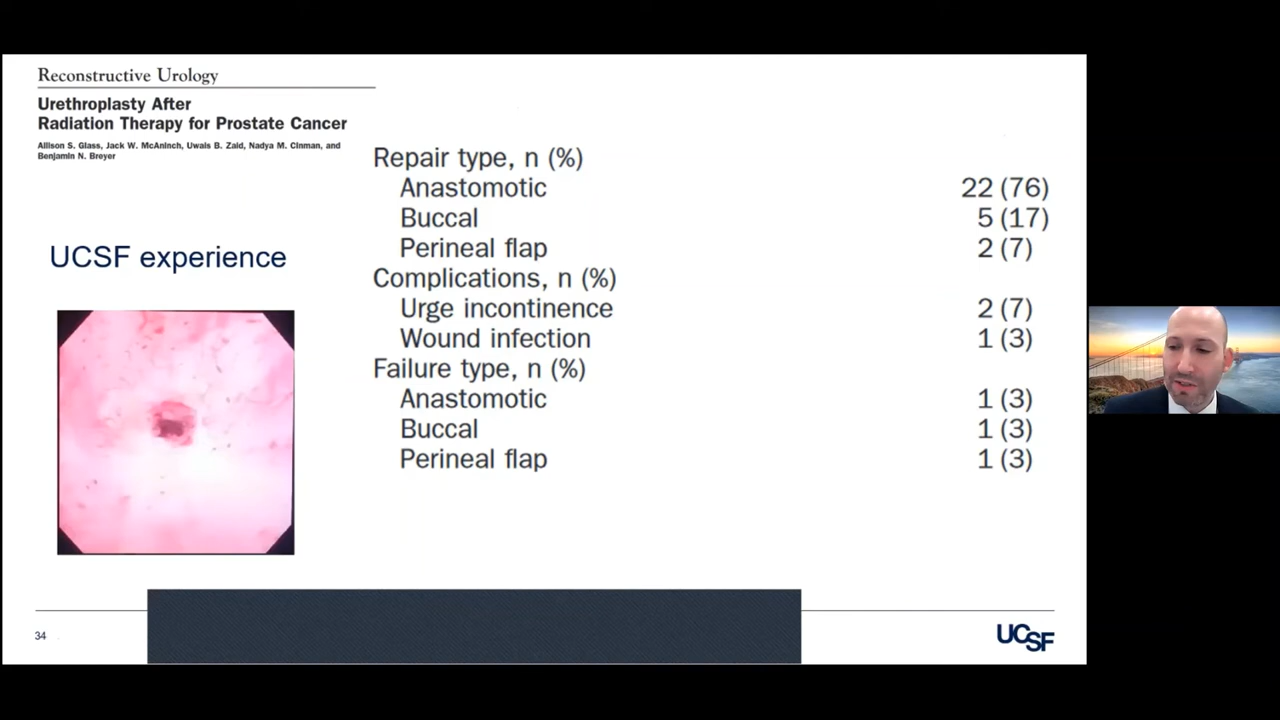 Reconstructive Urology
Urethroplasty After
Radiation Therapy for Prostate Cancer
Allison S. Glass, Jack W. McAninch, Uwais B. Zaid, Nadya M. Cinman, and
Benjamin N. Breyer
UCSF experience
Repair type, n (%)
Anastomotic 22 (76)
Buccal 5 (17)
Perineal flap 2 (7)
Complications, n (%)
Urge incontinence 2 (7)
Wound infection 1 (3)
Failure type, n (%)
Anastomotic 1 (3)
Buccal 1 (3)
Perineal flap 1 (3)
34
UCSF